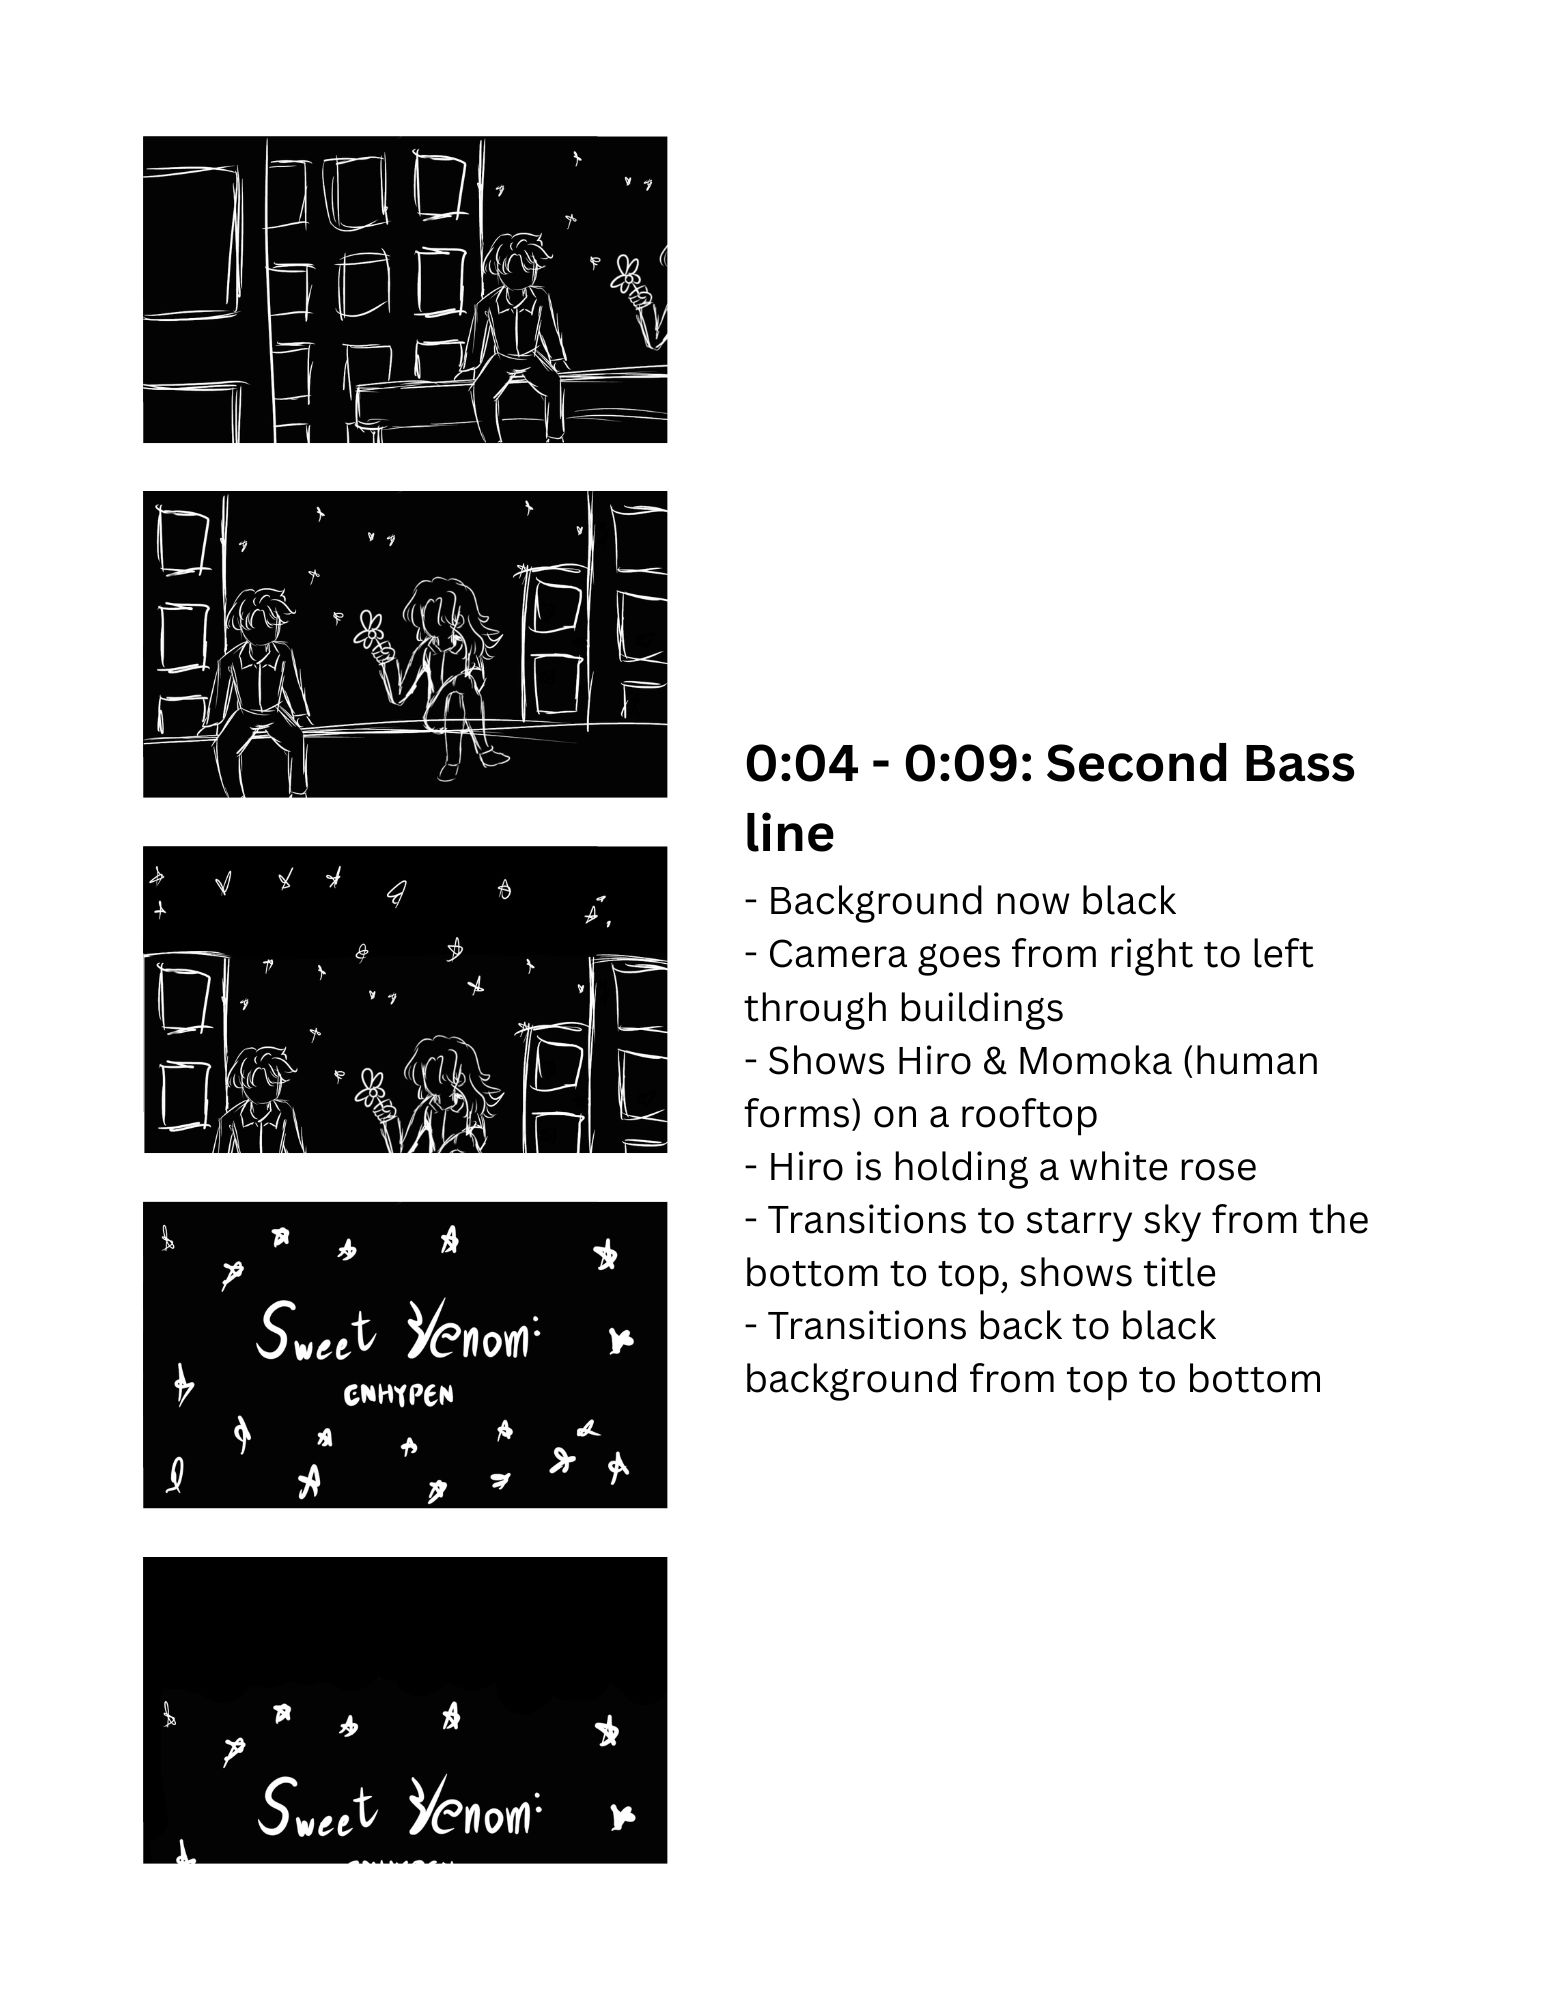 0:04 - 0:09: Second Bass
line
- Background now black
- Camera goes from right to left
through buildings
- Shows Hiro & Momoka (human
forms) on a rooftop
- Hiro is holding a white rose
- Transitions to starry sky from the
bottom to top, shows title
- Transitions back to black
background from top to bottom
Sweet Venom:
ENHYPEN
Sweet Venom: